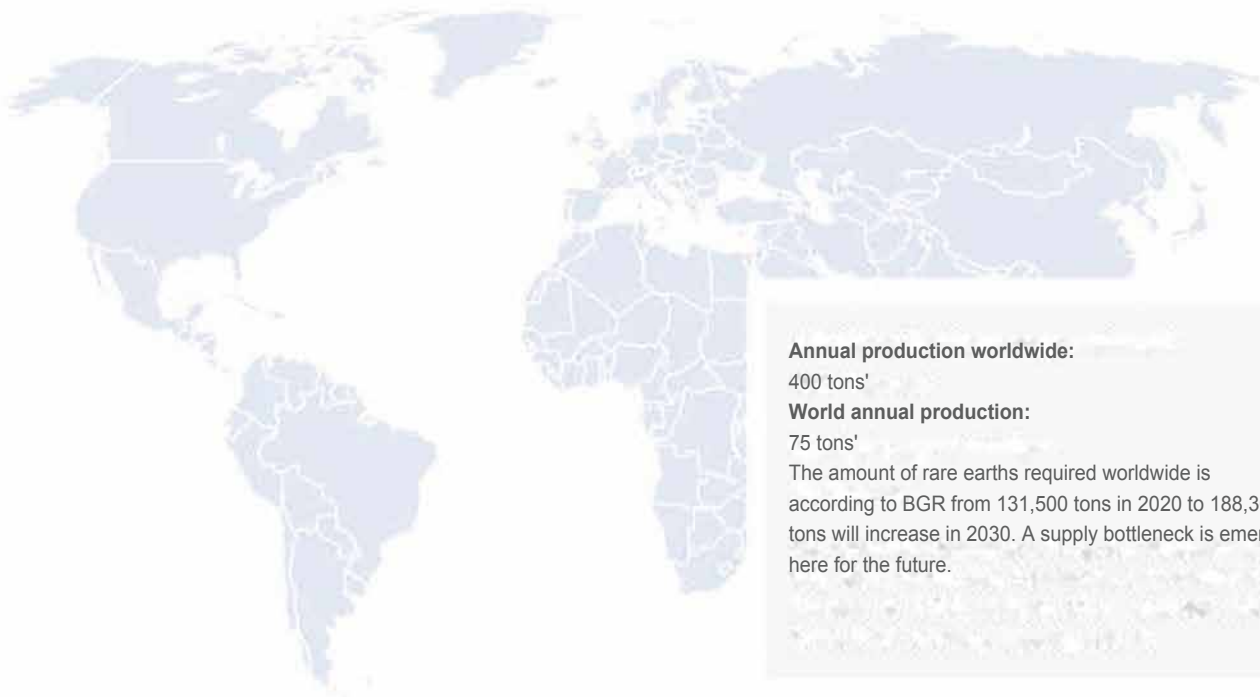 Annual production worldwide:
400 tons'
World annual production:
75 tons'
The amount of rare earths required worldwide is
according to BGR from 131,500 tons in 2020 to 188,3
tons will increase in 2030. A supply bottleneck is emer
here for the future.